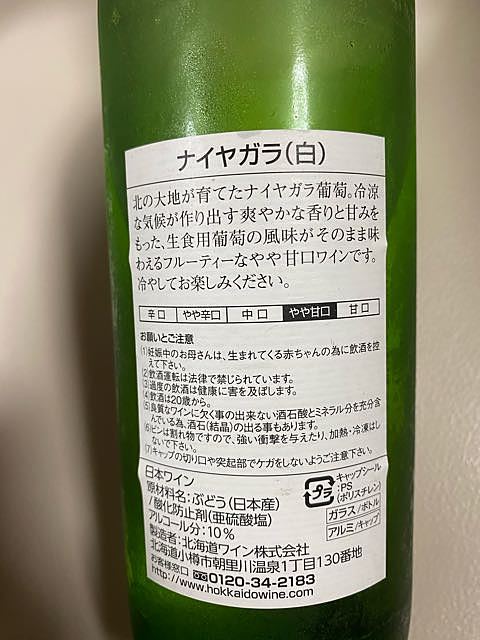 ナイヤガラ(白)
北の大地が育てたナイヤガラ葡萄。冷涼
な気候が作り出す爽やかな香りと甘みを
もった、生食用葡萄の風味がそのまま味
わえるフルーティーなやや甘口ワインです。
冷やしてお楽しみください。
辛口 やや辛口 中口 やや甘口 甘口
お願いとご注意
(1)妊娠中のお母さんは、生まれてくる赤ちゃんの為に飲酒を控
えて下さい。
(2)飲酒運転は法律で禁じられています。
(3)過度の飲酒は健康に害を及ぼします。
(4)飲酒は20歳から。
(5)良質なワインに欠く事の出来ない酒石酸とミネラル分を充分含
んでいる為、酒石(結晶)の出る事もあります。
(6)ビンは割れ物ですので、強い衝撃を与えたり、加熱・冷凍はし
ないで下さい。
(7)キャップの切り口や突起部でケガをしないようご注意下さい。
日本ワイン
原材料名:ぶどう(日本産)
/酸化防止剤(亜硫酸塩)
アルコール分:10%
製造者:北海道ワイン株式会社
北海道小樽市朝里川温泉1丁目130番地
お客様窓口 0120-34-2183
http://www.hokkaidowine.com/
プラ
キャップシール
:PS
(ポリスチレン)
ガラス/ボトル
アルミ/キャップ